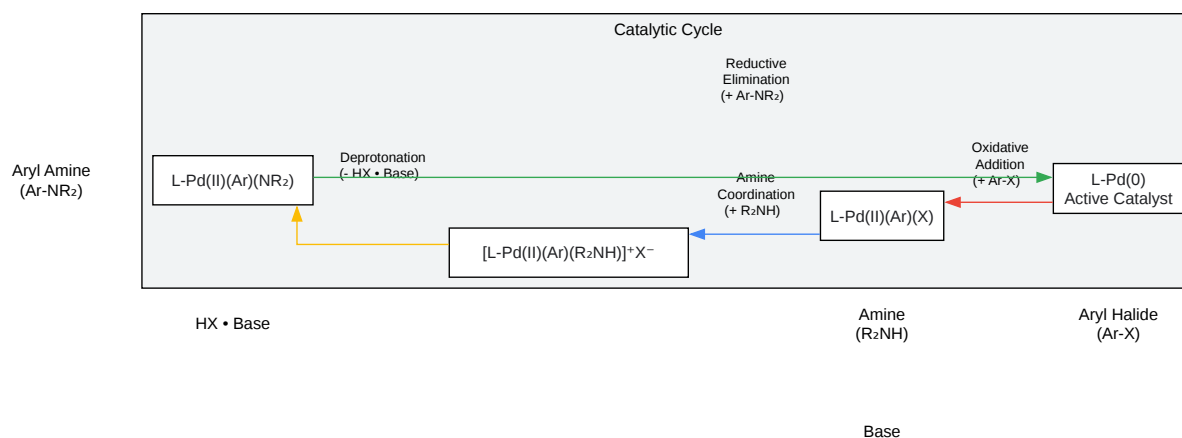 Catalytic Cycle
Reductive
Elimination
(+ Ar-NR₂)
Aryl Amine
(Ar-NR₂)
L-Pd(II)(Ar)(NR₂)
Deprotonation
(- HX • Base)
Amine
Coordination
(+ R₂NH)
Oxidative
Addition
(+ Ar-X)
L-Pd(0)
Active Catalyst
L-Pd(II)(Ar)(X)
[L-Pd(II)(Ar)(R₂NH)]⁺X⁻
HX • Base
Amine
(R₂NH)
Aryl Halide
(Ar-X)
Base